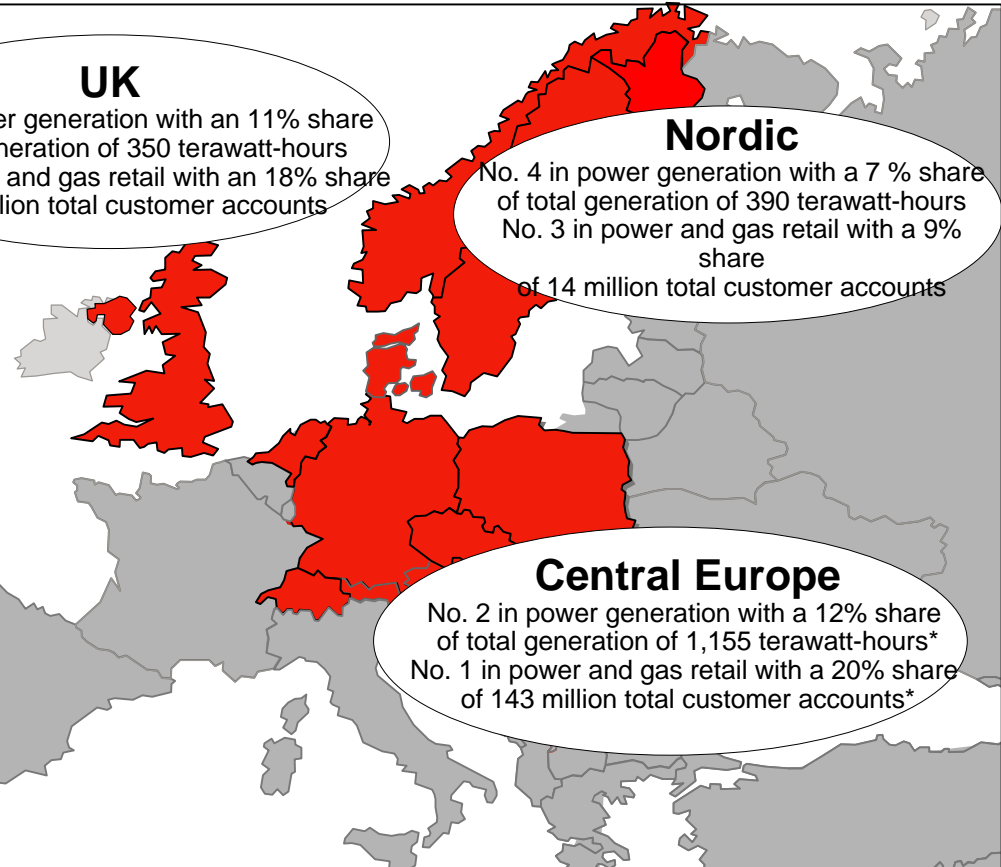 UK
generation with an 11% share
of 350 terawatt-hours
and gas retail with an 18% share
total customer accounts
Nordic
No. 4 in power generation with a 7 % share
of total generation of 390 terawatt-hours
No. 3 in power and gas retail with a 9%
share
of 14 million total customer accounts
Central Europe
No. 2 in power generation with a 12% share
of total generation of 1,155 terawatt-hours*
No. 1 in power and gas retail with a 20% share
of 143 million total customer accounts*